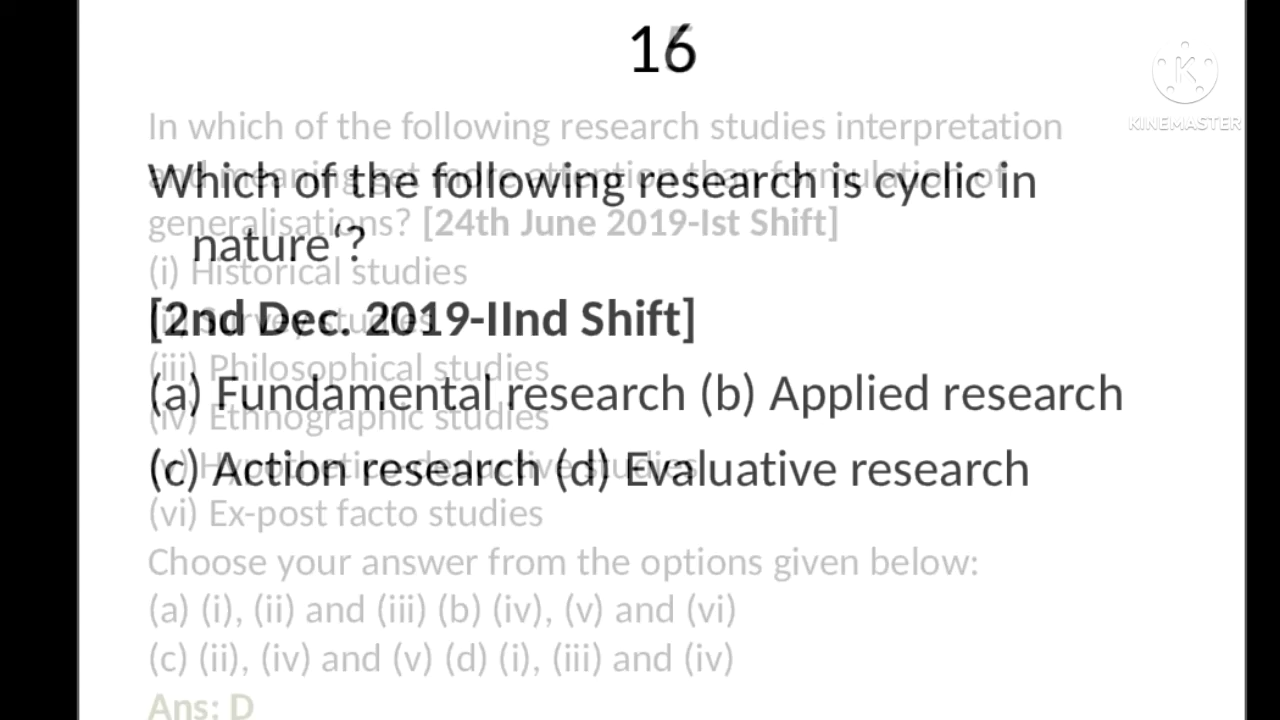 16
KINEMASTER
In which of the following research studies interpretation
Which of the following research is cyclic in
generalisations? [24th June 2019-Ist Shift]
nature‘?
(i) Historical studies
[2nd Dec. 2019-IInd Shift]
(iii) Philosophical studies
(a) Fundamental research (b) Applied research
(iv) Ethnographic studies
(c) Action research (d) Evaluative research
(vi) Ex-post facto studies
Choose your answer from the options given below:
(a) (i), (ii) and (iii) (b) (iv), (v) and (vi)
(c) (ii), (iv) and (v) (d) (i), (iii) and (iv)
Ans: D